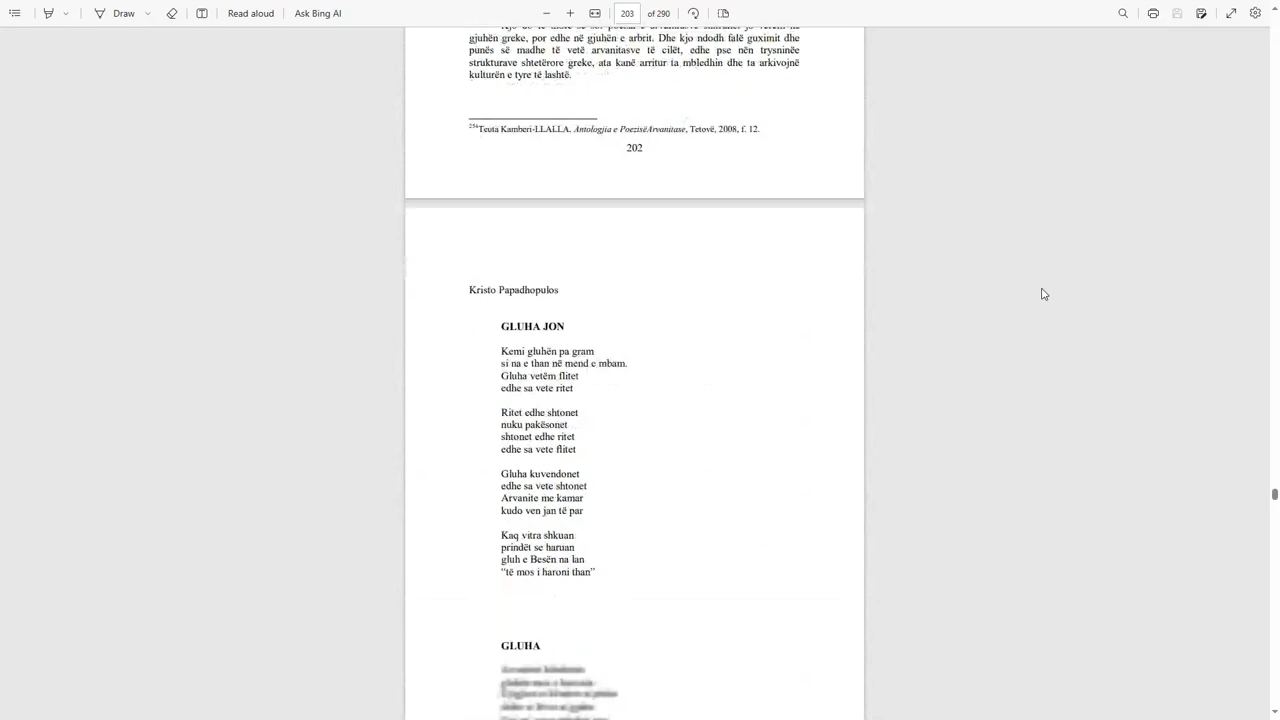 Draw
Read aloud
Ask Bing AI
203 of 290
gjuhën greke, por edhe në gjuhën e arbrit. Dhe kjo ndodh falë guximit dhe
punës së madhe të vetë arvanitasve të cilët, edhe pse nën trysninëe
strukturave shtetërore greke, ata kanë arritur ta mbledhin dhe ta arkivojnë
kulturën e tyre të lashtë.
254Teuta Kamberi-LLALLA, Antologjia e PoezisëArvanitase, Tetovë, 2008, f. 12.
202
Kristo Papadhopulos
GLUHA JON
Kemi gluhën pa gram
si na e than në mend e mbam.
Gluha vetëm flitet
edhe sa vete ritet
Ritet edhe shtonet
nuku pakësonet
shtonet edhe ritet
edhe sa vete flitet
Gluha kuvendonet
edhe sa vete shtonet
Arvanite me kamar
kudo ven jan të par
Kaq vitra shkuan
prindët se haruan
gluh e Besën na lan
“të mos i haroni than”
GLUHA